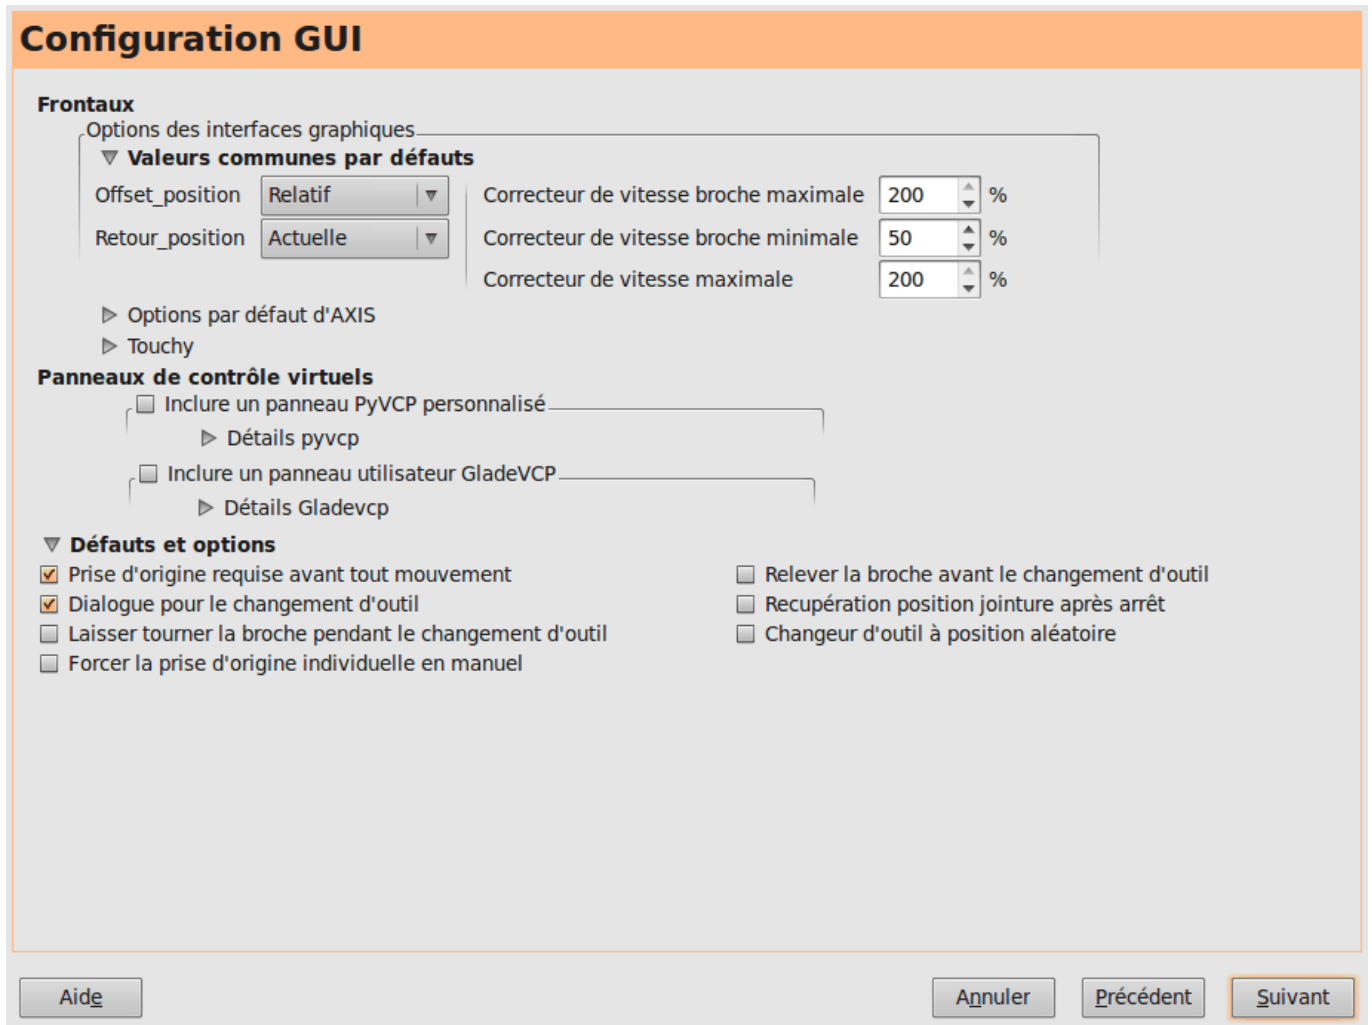 Configuration GUI
Frontaux
Options des interfaces graphiques
Valeurs communes par défauts
Offset_position Relatif Correcteur de vitesse broche maximale 200 %
Retour_position Actuelle Correcteur de vitesse broche minimale 50 %
Correcteur de vitesse maximale 200 %
Options par défaut d'AXIS
Touchy
Panneaux de contrôle virtuels
Inclure un panneau PyVCP personnalisé
Détails pyvcp
Inclure un panneau utilisateur GladeVCP
Détails Gladevcp
Défauts et options
Prise d'origine requise avant tout mouvement Relever la broche avant le changement d'outil
Dialogue pour le changement d'outil Recupération position jointure après arrêt
Laisser tourner la broche pendant le changement d'outil Changeur d'outil à position aléatoire
Forcer la prise d'origine individuelle en manuel
Aide Annuler Précédent Suivant